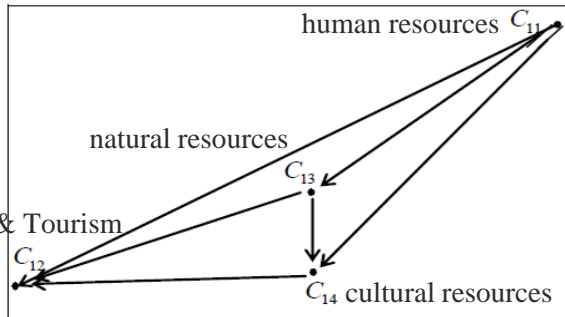 human resources C11
natural resources
C13
& Tourism
C12
C14 cultural resources